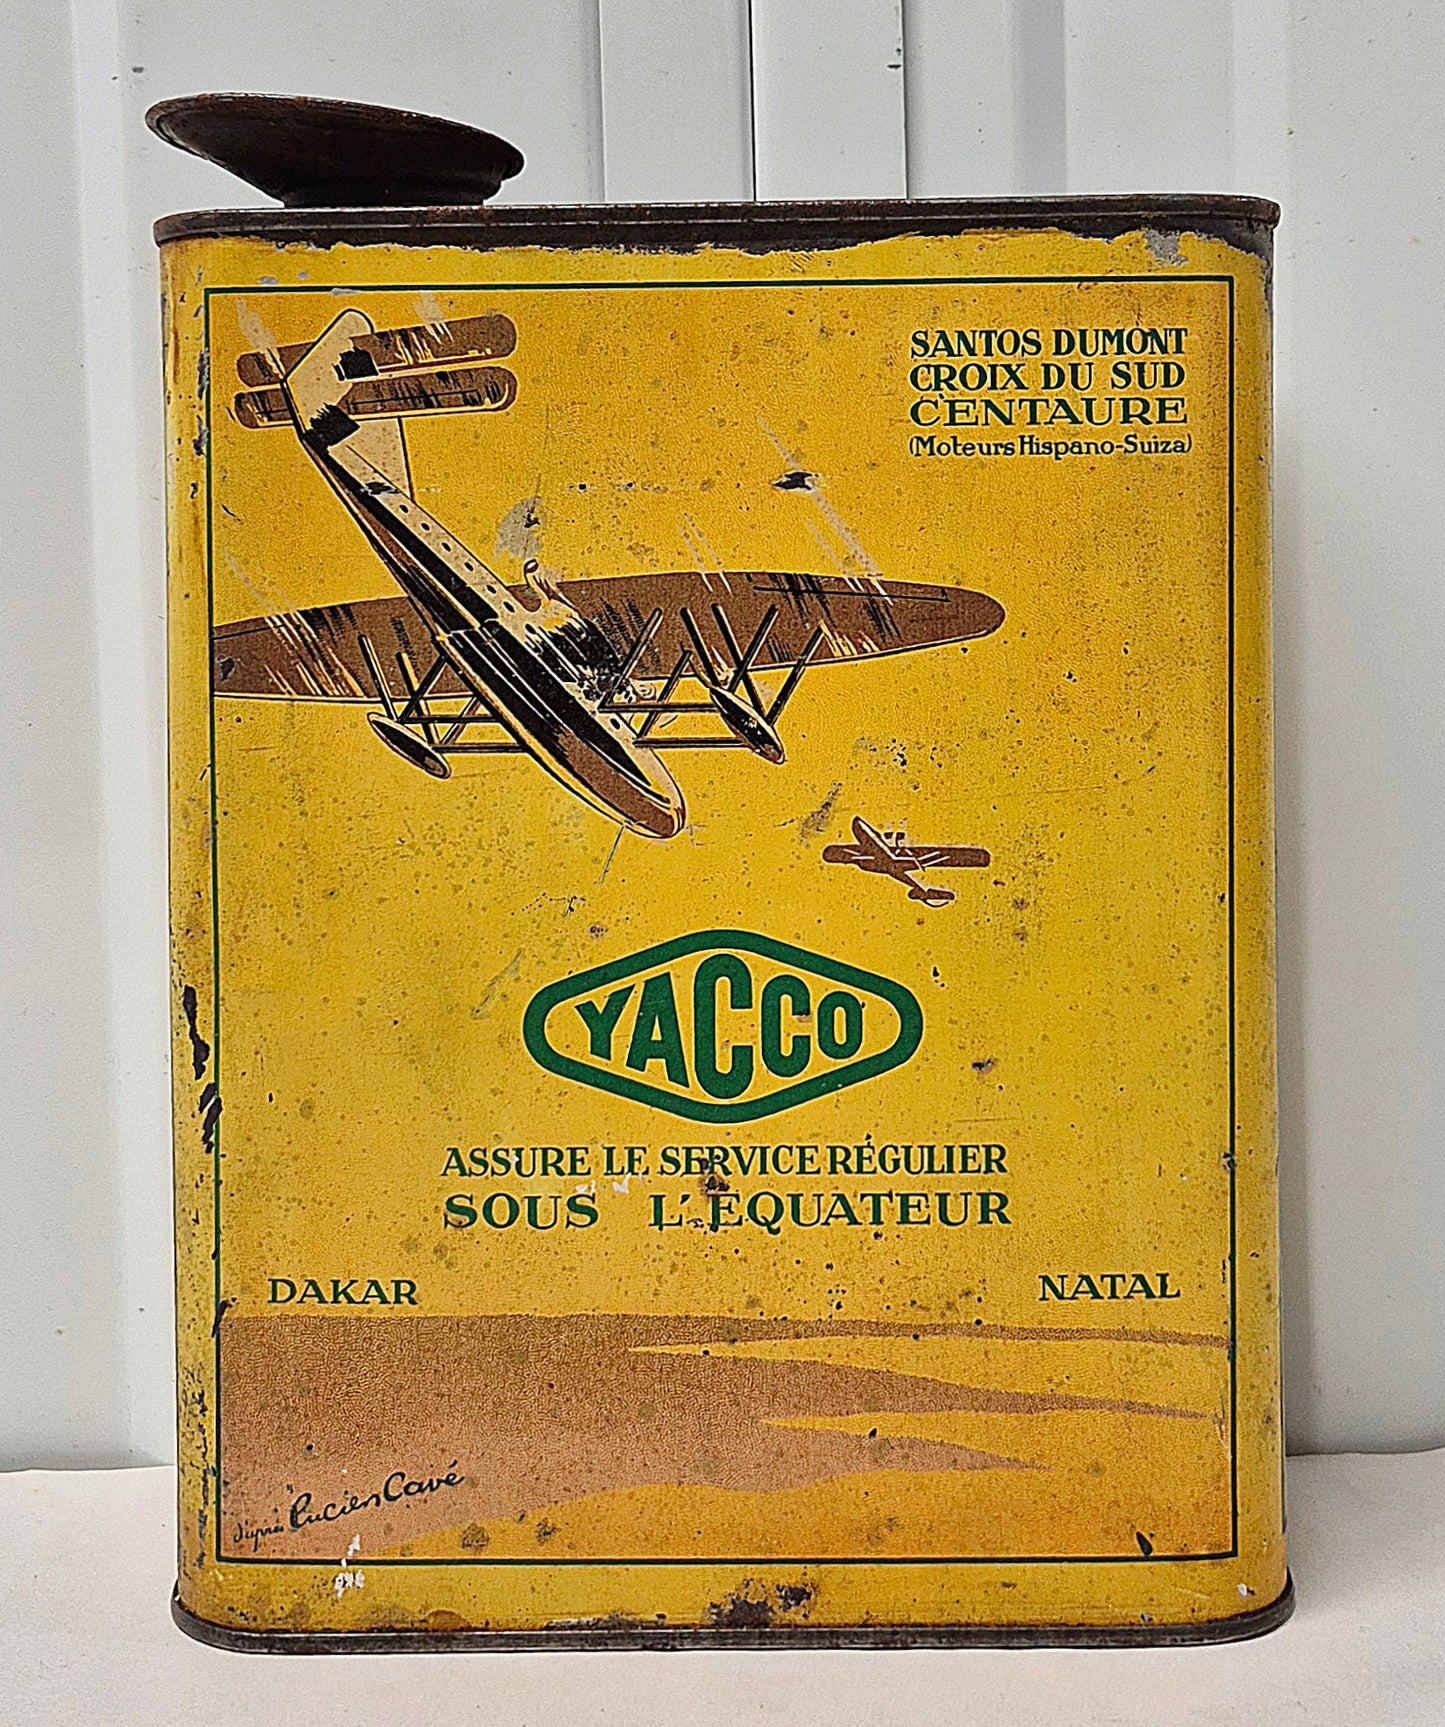 SANTOS DUMONT
CROIX DU SUD
CENTAURE
(Moteurs Hispano-Suiza)
YACCO
ASSURE LE SERVICE RÉGULIER
SOUS L'EQUATEUR
DAKAR NATAL
d'après Lucien Cavé